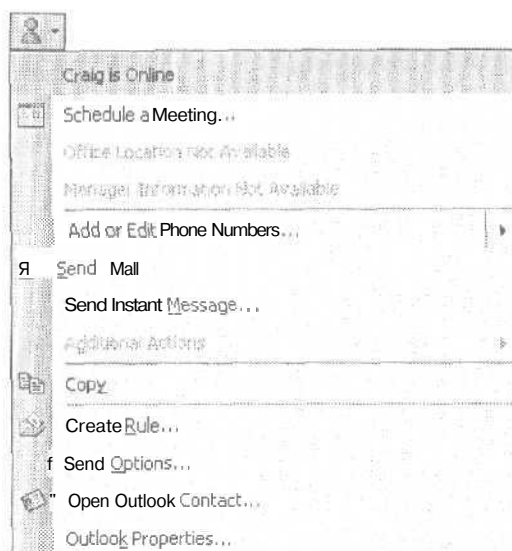 Craig is Online
Schedule a Meeting...
Office Location Not Available
Manager Information Not Available
Add or Edit Phone Numbers...
Я Send Mall
Send Instant Message...
Additional Actions
Copy
Create Rule...
f Send Options...
" Open Outlook Contact...
Outlook Properties...